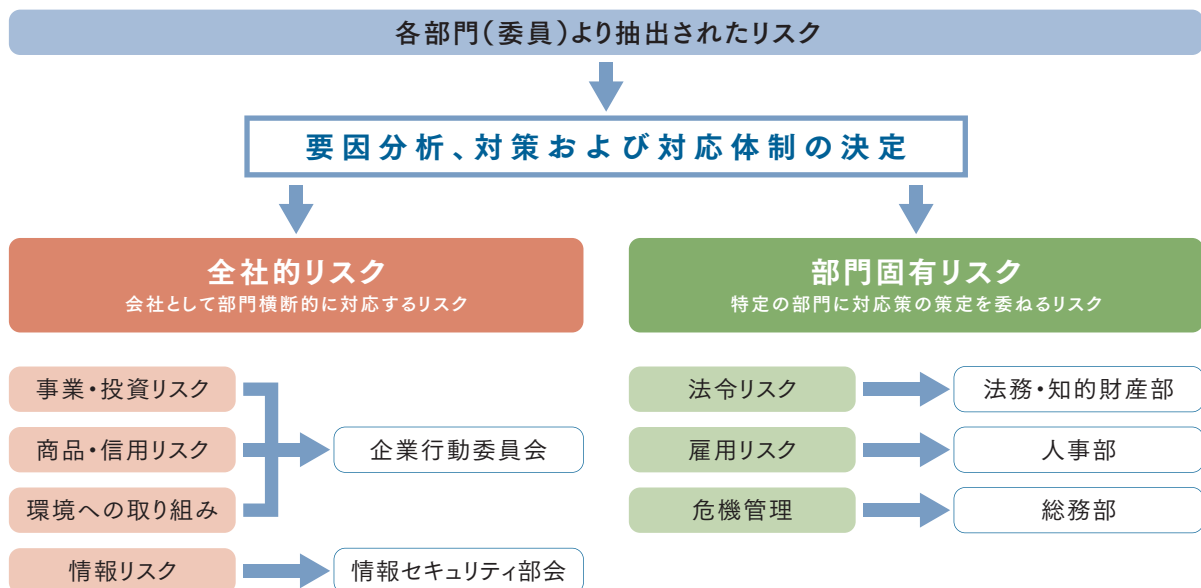 各部門（委員）より抽出されたリスク
要因分析、対策および対応体制の決定
全社的リスク
会社として部門横断的に対応するリスク
事業・投資リスク
商品・信用リスク
環境への取り組み
企業行動委員会
情報リスク
情報セキュリティ部会
部門固有リスク
特定の部門に対応策の策定を委ねるリスク
法令リスク
法務・知的財産部
雇用リスク
人事部
危機管理
総務部